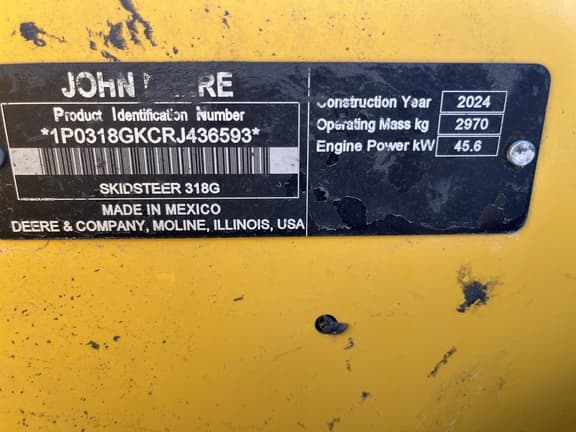 JOHN DEERE
Product Identification Number
*1P0318GKCRJ436593*
SKIDSTEER 318G
MADE IN MEXICO
DEERE & COMPANY, MOLINE, ILLINOIS, USA
Construction Year 2024
Operating Mass kg 2970
Engine Power kW 45.6